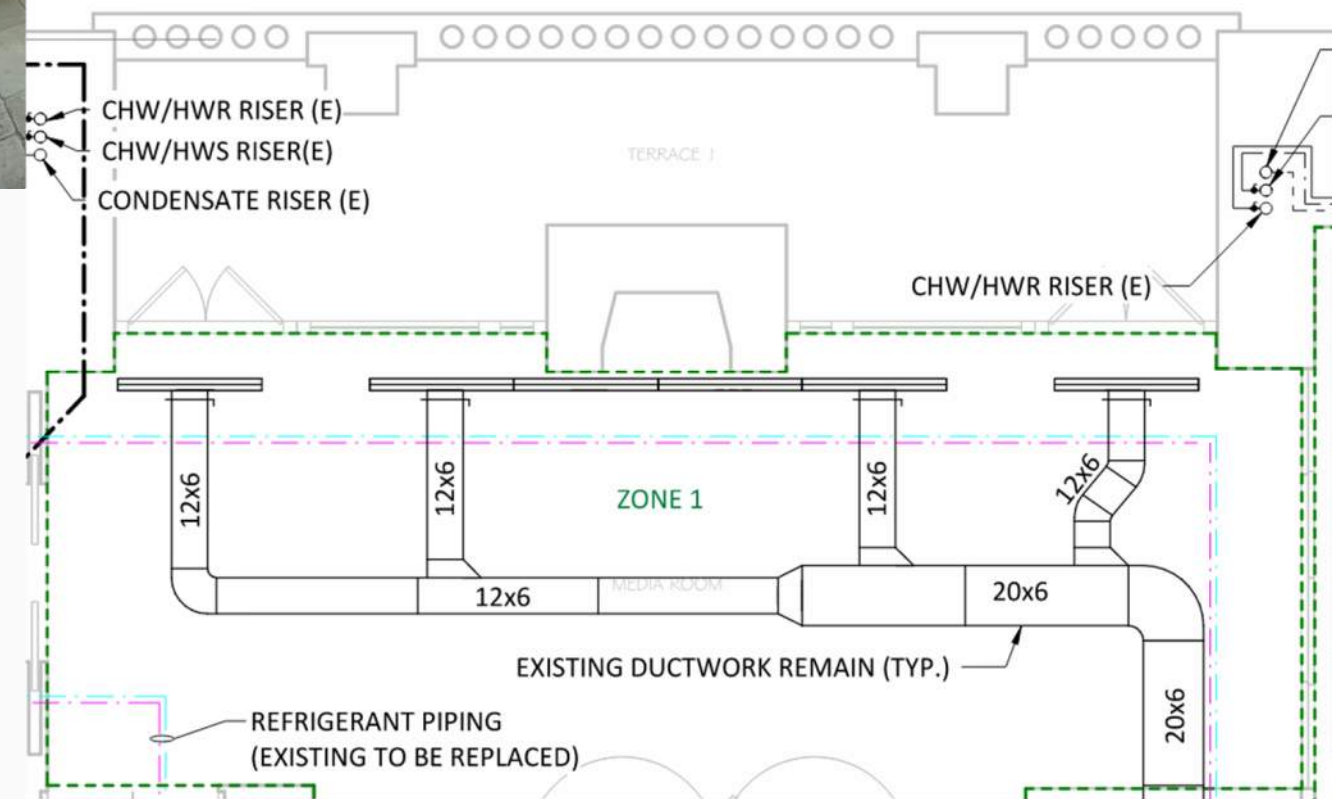 CHW/HWR RISER (E)
CHW/HWS RISER(E)
CONDENSATE RISER (E)
TERRACE 1
CHW/HWR RISER (E)
12x6
12x6
12x6
12x6
ZONE 1
12x6
MEDIA ROOM
20x6
EXISTING DUCTWORK REMAIN (TYP.)
20x6
REFRIGERANT PIPING
(EXISTING TO BE REPLACED)